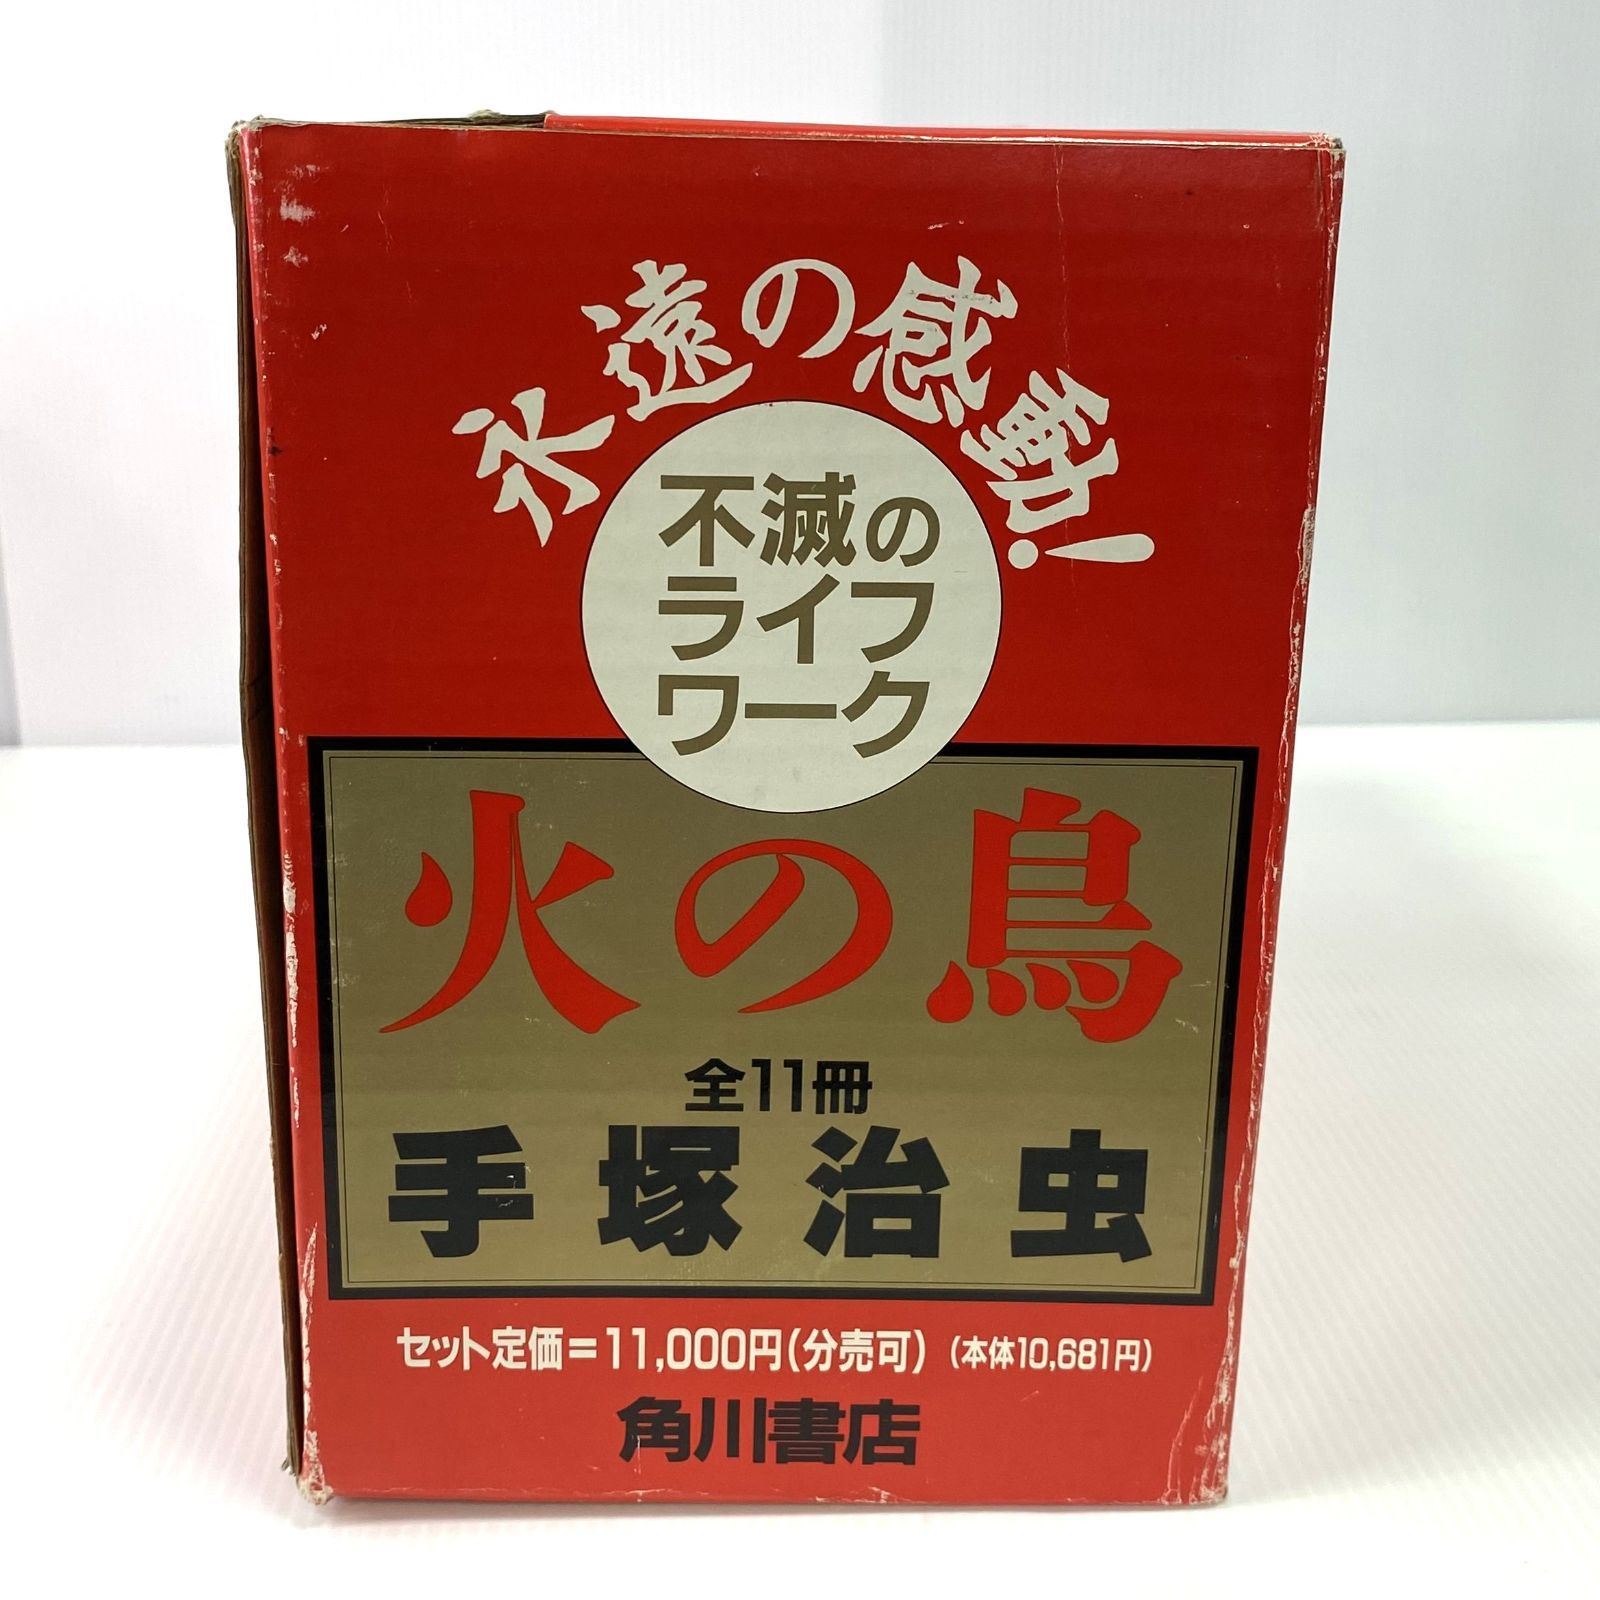 永遠の感動!
不滅の
ライフ
ワーク
火の鳥
全11冊
手塚治虫
セット定価=11,000円(分売可) (本体10,681円)
角川書店